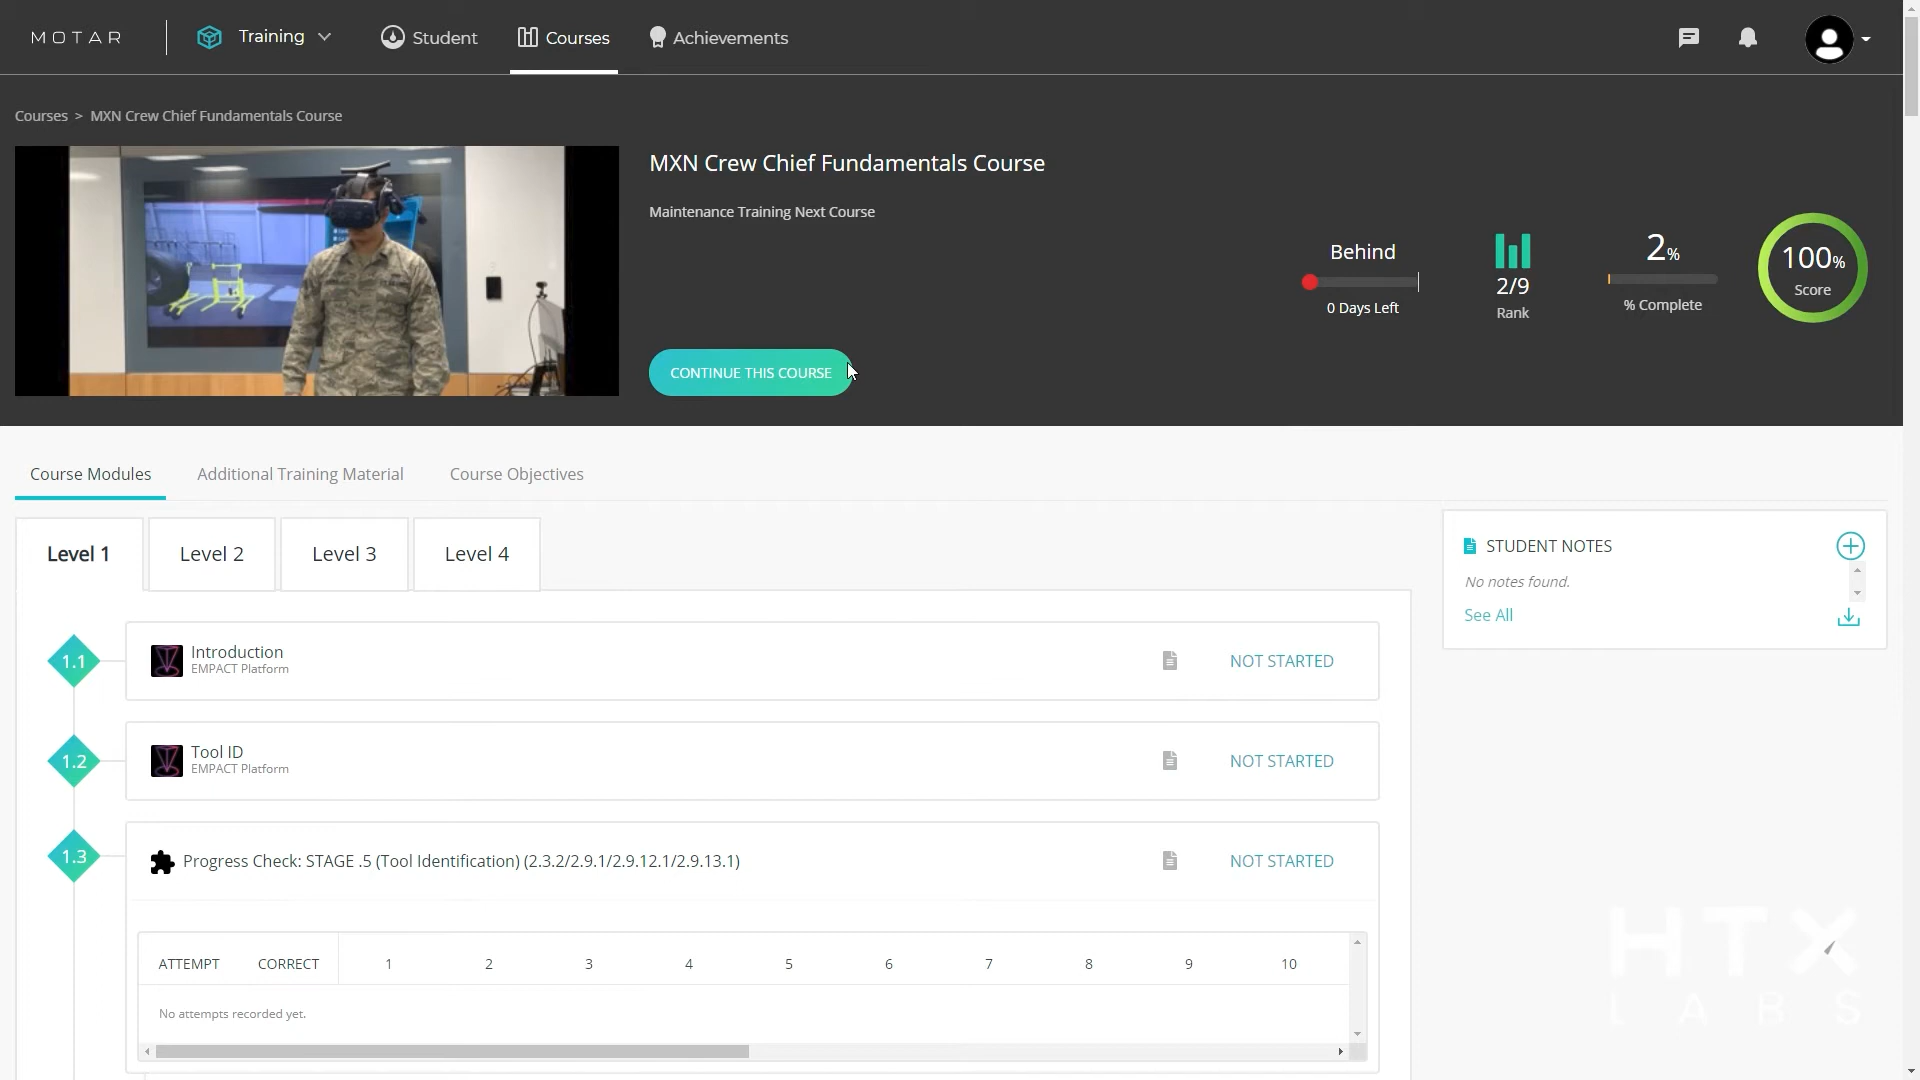 MOTAR
Training
Student
Courses
Achievements
Courses > MXN Crew Chief Fundamentals Course
MXN Crew Chief Fundamentals Course
Maintenance Training Next Course
Behind
0 Days Left
2/9
Rank
2%
% Complete
100%
Score
CONTINUE THIS COURSE
Course Modules
Additional Training Material
Course Objectives
Level 1
Level 2
Level 3
Level 4
STUDENT NOTES
No notes found.
See All
1.1
Introduction
EMPACT Platform
NOT STARTED
1.2
Tool ID
EMPACT Platform
NOT STARTED
1.3
Progress Check: STAGE .5 (Tool Identification) (2.3.2/2.9.1/2.9.12.1/2.9.13.1)
NOT STARTED
ATTEMPT CORRECT 1 2 3 4 5 6 7 8 9 10
No attempts recorded yet.
HTX
LABS